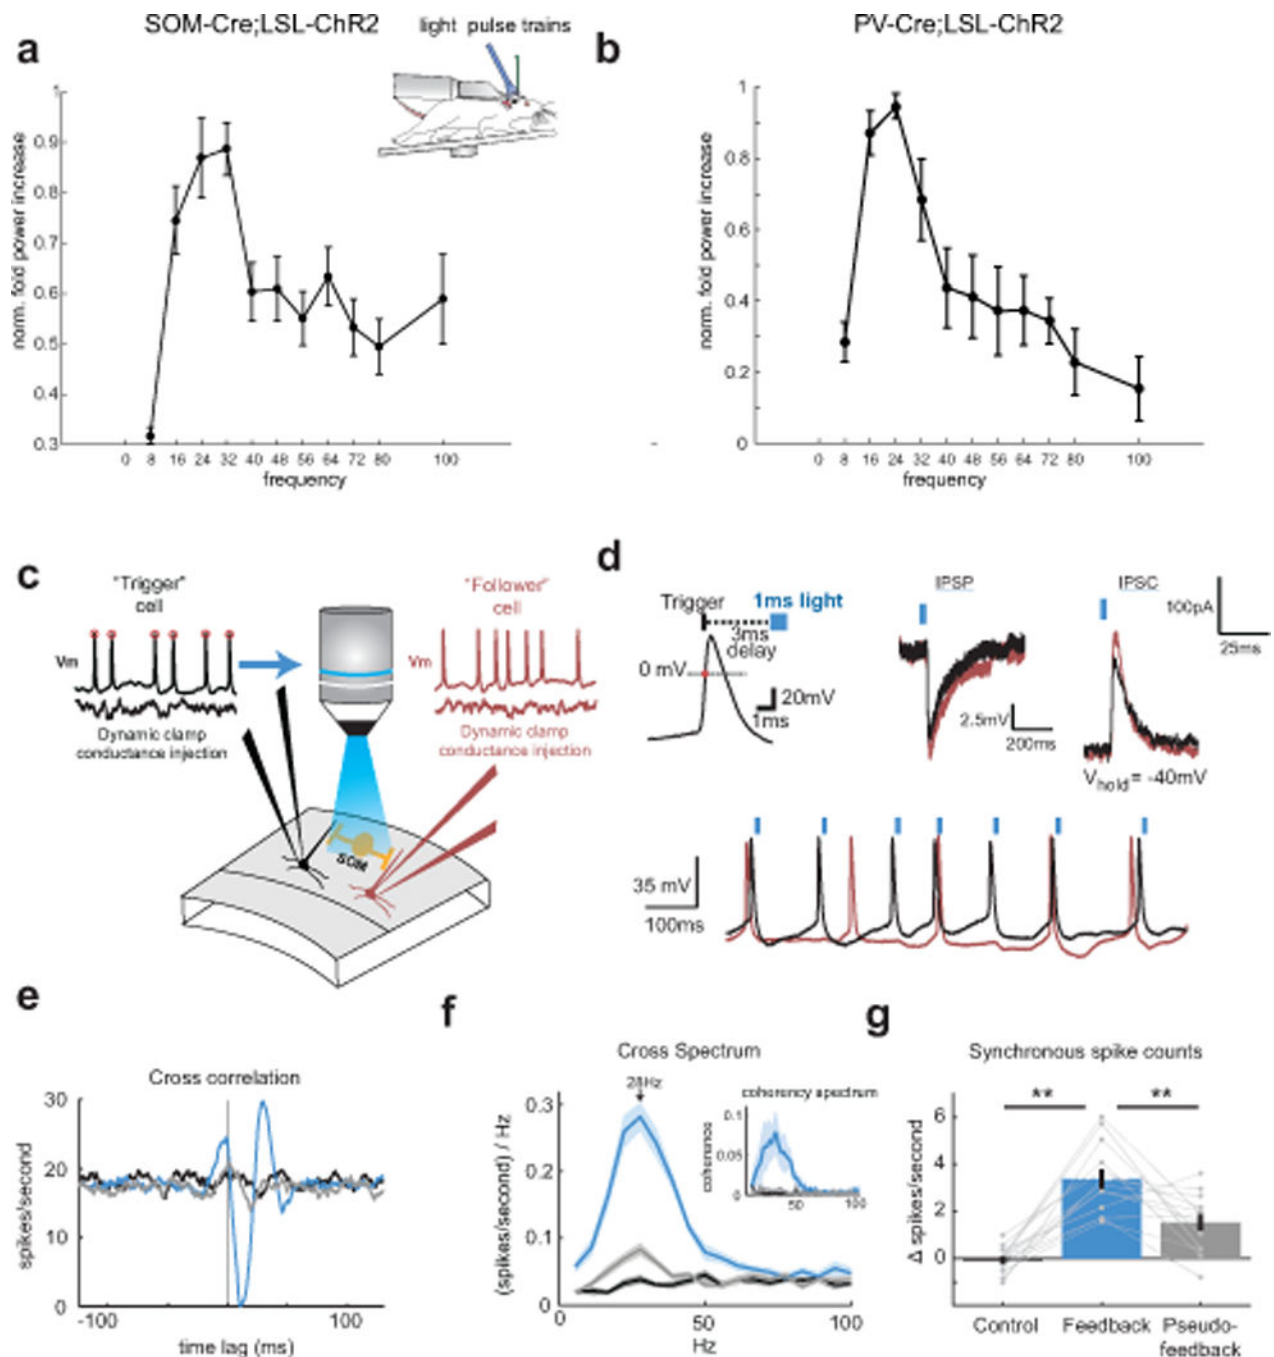 SOM-Cre;LSL-ChR2
PV-Cre;LSL-ChR2
a
light pulse trains
norm. fold power increase
1
0.9
0.8
0.7
0.6
0.5
0.4
0.3
0 8 16 24 32 40 48 56 64 72 80 100
frequency
b
norm. fold power increase
1
0.8
0.6
0.4
0.2
0
0 8 16 24 32 40 48 56 64 72 80 100
frequency
c
"Trigger"
cell
Vm
Dynamic clamp
conductance injection
"Follower"
cell
Vm
Dynamic clamp
conductance injection
SOM
d
Trigger
1ms light
3ms
delay
0 mV
20mV
1ms
IPSP
2.5mV
200ms
IPSC
100pA
25ms
Vhold = -40mV
35 mV
100ms
e
Cross correlation
spikes/second
30
20
10
0
-100 100
time lag (ms)
f
Cross Spectrum
(spikes/second) / Hz
0.3
0.2
0.1
0
28Hz
50 100
Hz
coherency spectrum
coherence
0.1
0.05
0
50 100
g
Synchronous spike counts
** **
Δ spikes/second
6
4
2
0
Control Feedback Pseudo-
feedback